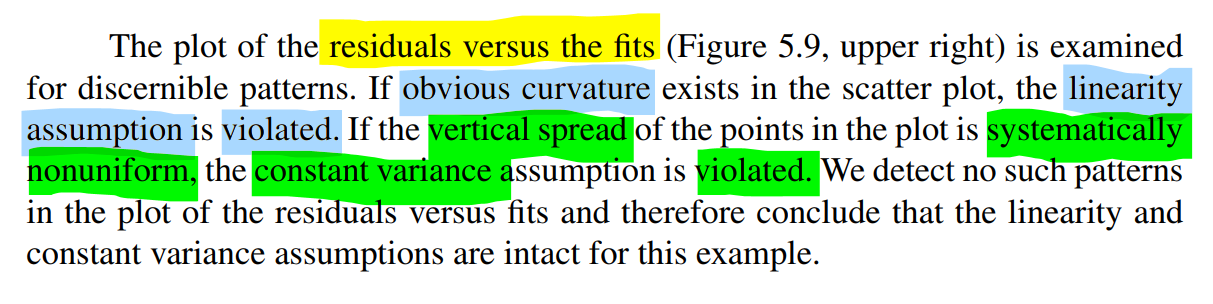 The plot of the residuals versus the fits (Figure 5.9, upper right) is examined
for discernible patterns. If obvious curvature exists in the scatter plot, the linearity
assumption is violated. If the vertical spread of the points in the plot is systematically
nonuniform, the constant variance assumption is violated. We detect no such patterns
in the plot of the residuals versus fits and therefore conclude that the linearity and
constant variance assumptions are intact for this example.